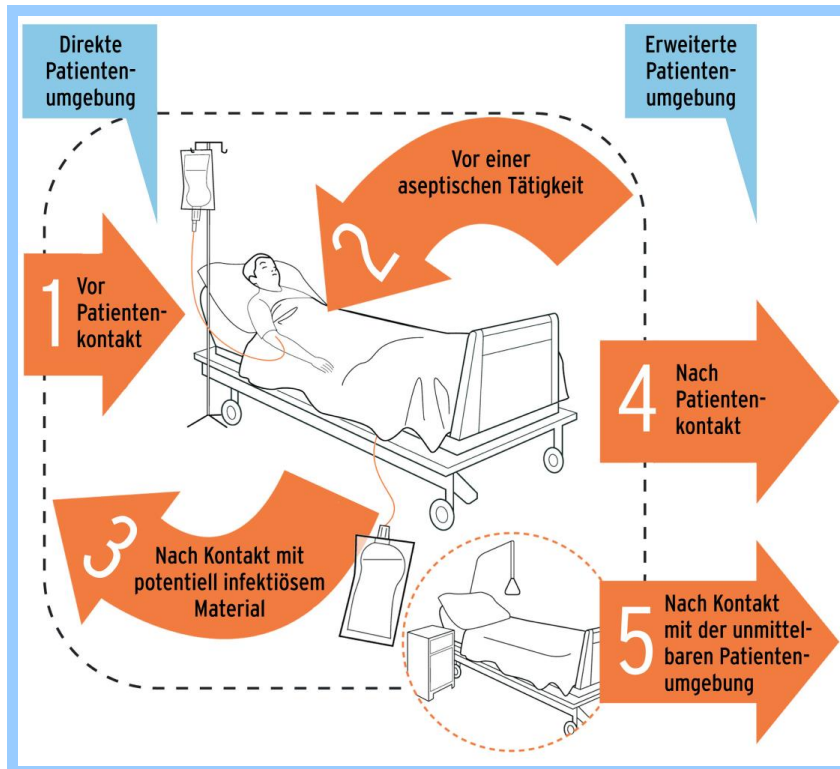 Direkte
Patienten-
umgebung
Erweiterte
Patienten-
umgebung
Vor einer
aseptischen Tätigkeit
2
1
Vor
Patienten-
kontakt
4
Nach
Patienten-
kontakt
3
Nach Kontakt mit
potentiell infektiösem
Material
5
Nach Kontakt
mit der unmittel-
baren Patienten-
umgebung